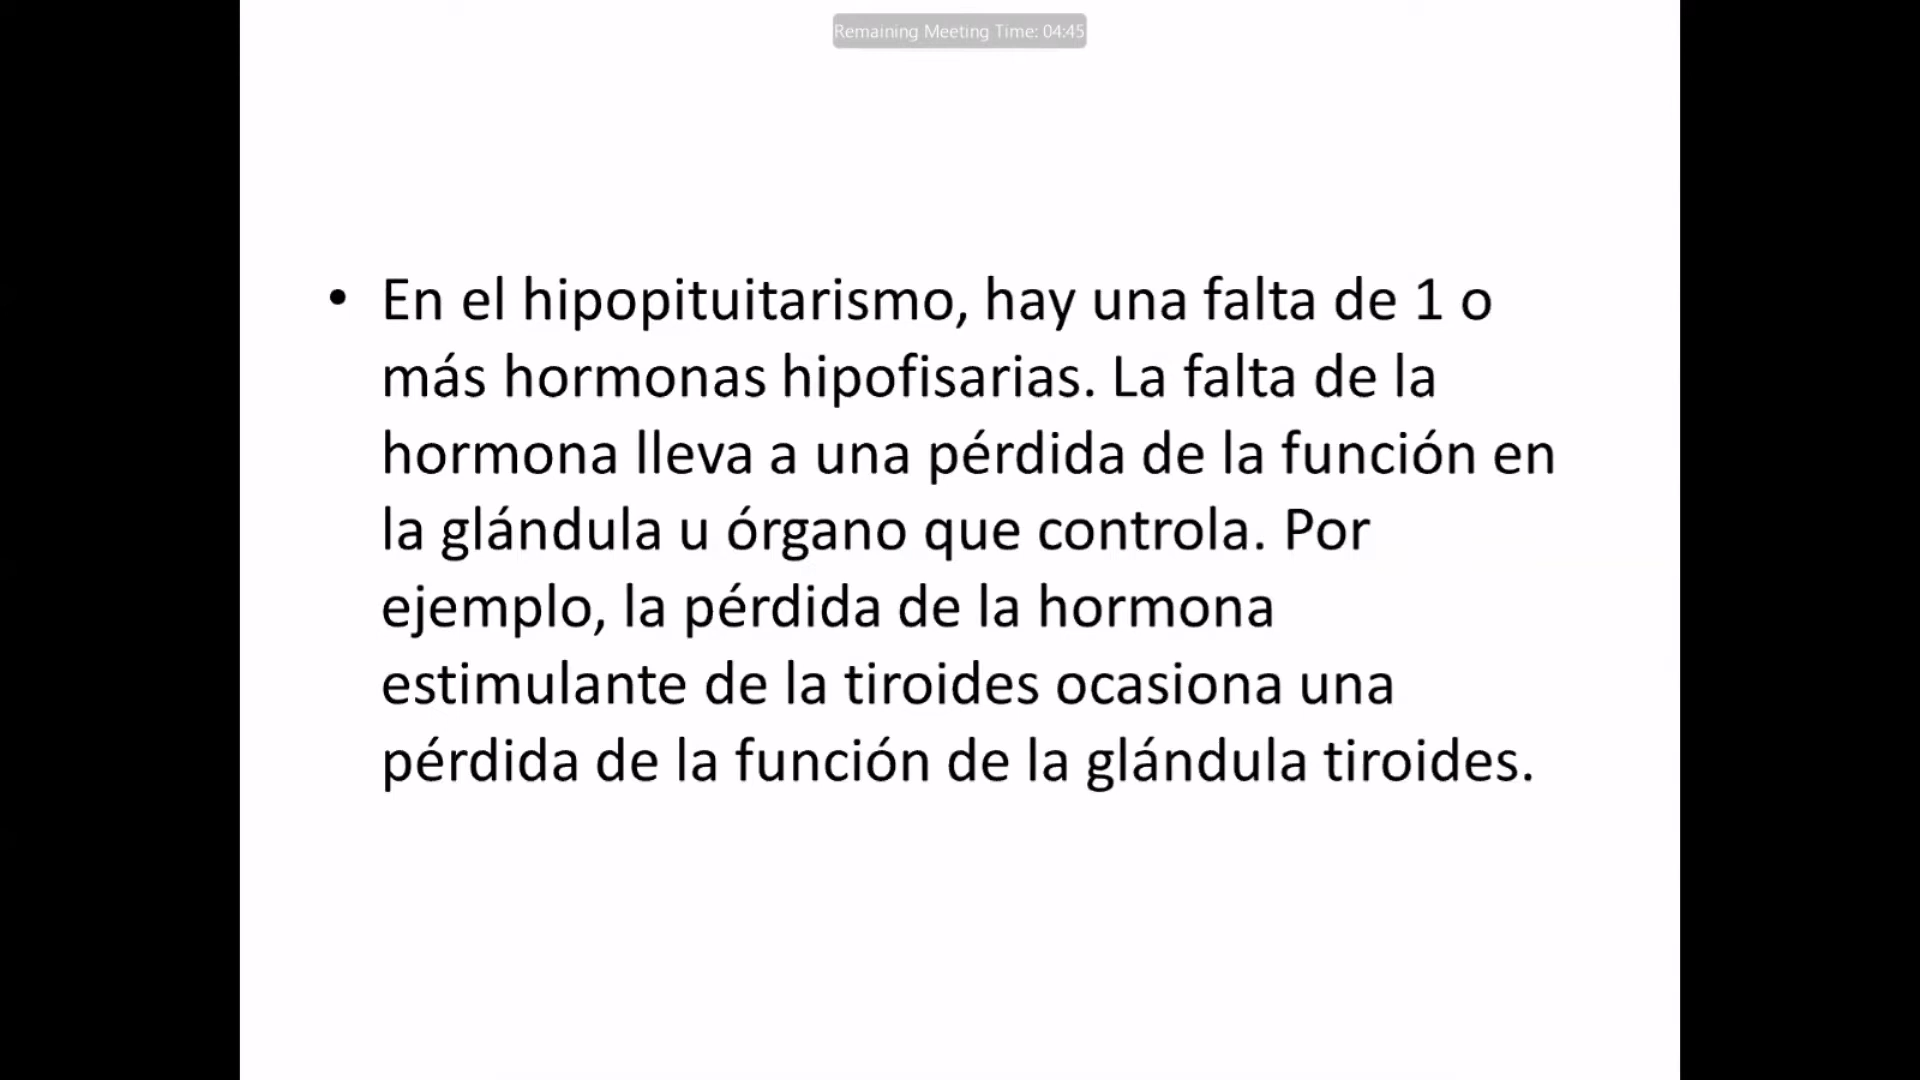 Remaining Meeting Time: 04:45
• En el hipopituitarismo, hay una falta de 1 o
más hormonas hipofisarias. La falta de la
hormona lleva a una pérdida de la función en
la glándula u órgano que controla. Por
ejemplo, la pérdida de la hormona
estimulante de la tiroides ocasiona una
pérdida de la función de la glándula tiroides.